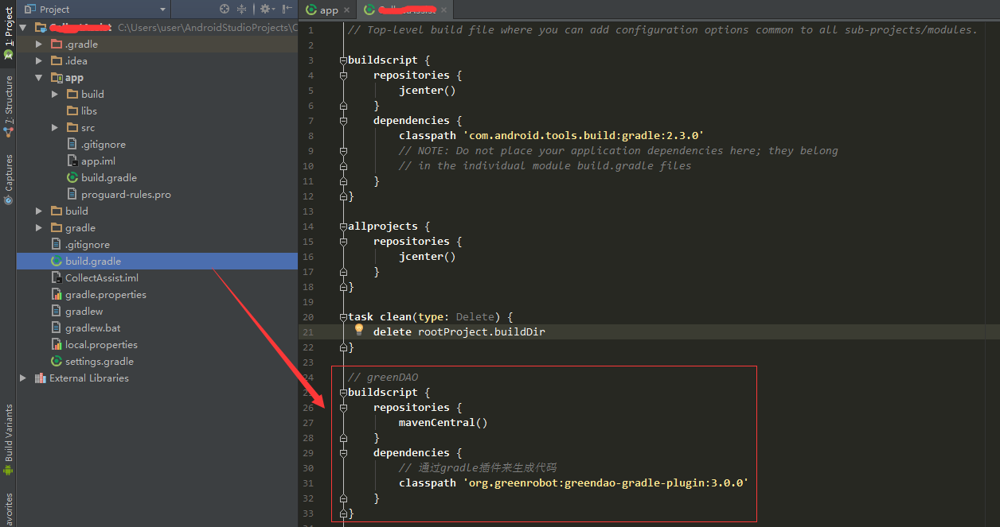 1: Project
7: Structure
Captures
Build Variants
Project
C:\Users\user\AndroidStudioProjects\C
.gradle
.idea
app
build
libs
src
.gitignore
app.iml
build.gradle
proguard-rules.pro
build
gradle
.gitignore
build.gradle
CollectAssist.iml
gradle.properties
gradlew
gradlew.bat
local.properties
settings.gradle
External Libraries
app
1 // Top-level build file where you can add configuration options common to all sub-projects/modules.
2
3 buildscript {
4 repositories {
5 jcenter()
6 }
7 dependencies {
8 classpath 'com.android.tools.build:gradle:2.3.0'
9 // NOTE: Do not place your application dependencies here; they belong
10 // in the individual module build.gradle files
11 }
12 }
13
14 allprojects {
15 repositories {
16 jcenter()
17 }
18 }
19
20 task clean(type: Delete) {
21 delete rootProject.buildDir
22 }
23
24 // greenDAO
25 buildscript {
26 repositories {
27 mavenCentral()
28 }
29 dependencies {
30 // 通过gradle插件来生成代码
31 classpath 'org.greenrobot:greendao-gradle-plugin:3.0.0'
32 }
33 }